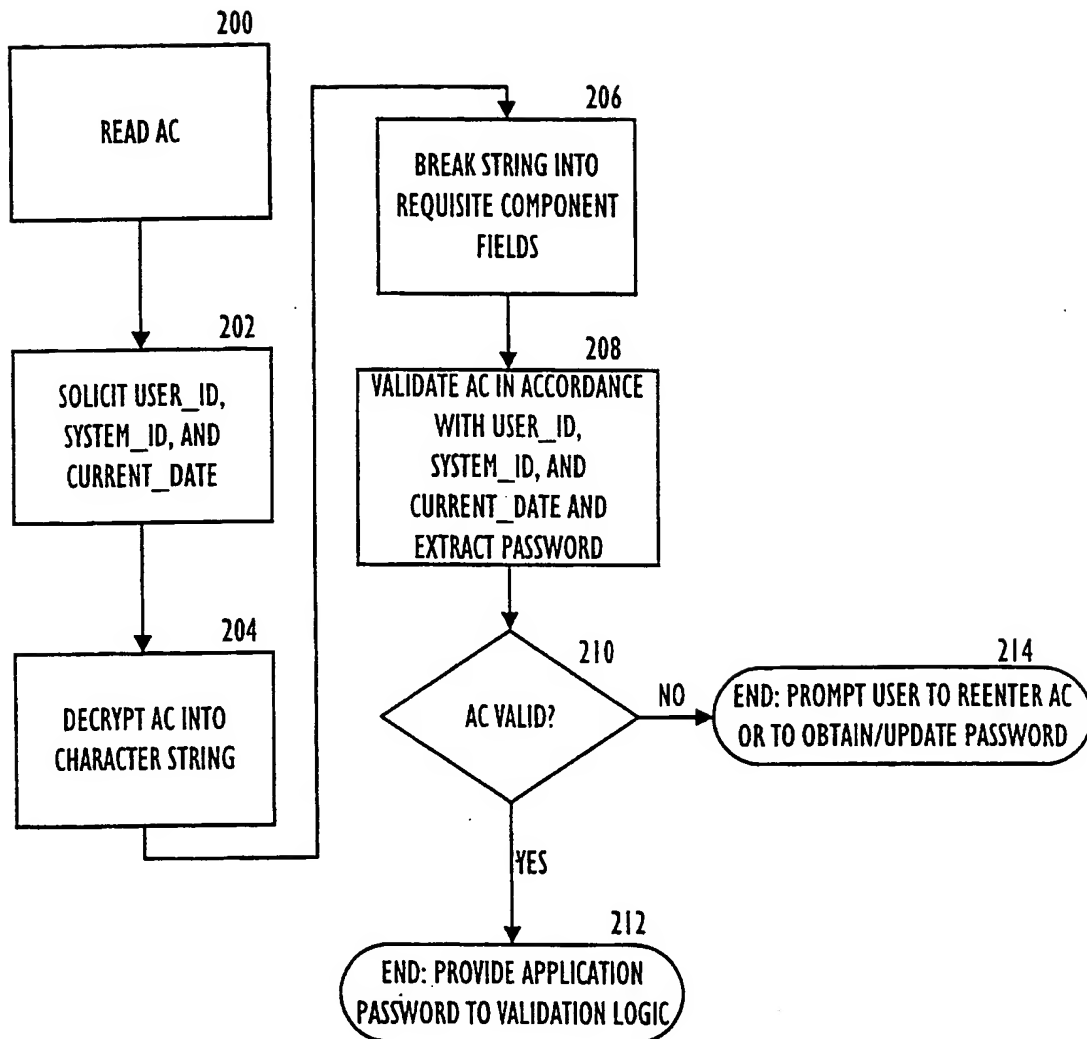 200
READ AC
202
SOLICIT USER_ID,
SYSTEM_ID, AND
CURRENT_DATE
204
DECRYPT AC INTO
CHARACTER STRING
206
BREAK STRING INTO
REQUISITE COMPONENT
FIELDS
208
VALIDATE AC IN ACCORDANCE
WITH USER_ID,
SYSTEM_ID, AND
CURRENT_DATE AND
EXTRACT PASSWORD
210
AC VALID?
NO
214
END: PROMPT USER TO REENTER AC
OR TO OBTAIN/UPDATE PASSWORD
YES
212
END: PROVIDE APPLICATION
PASSWORD TO VALIDATION LOGIC